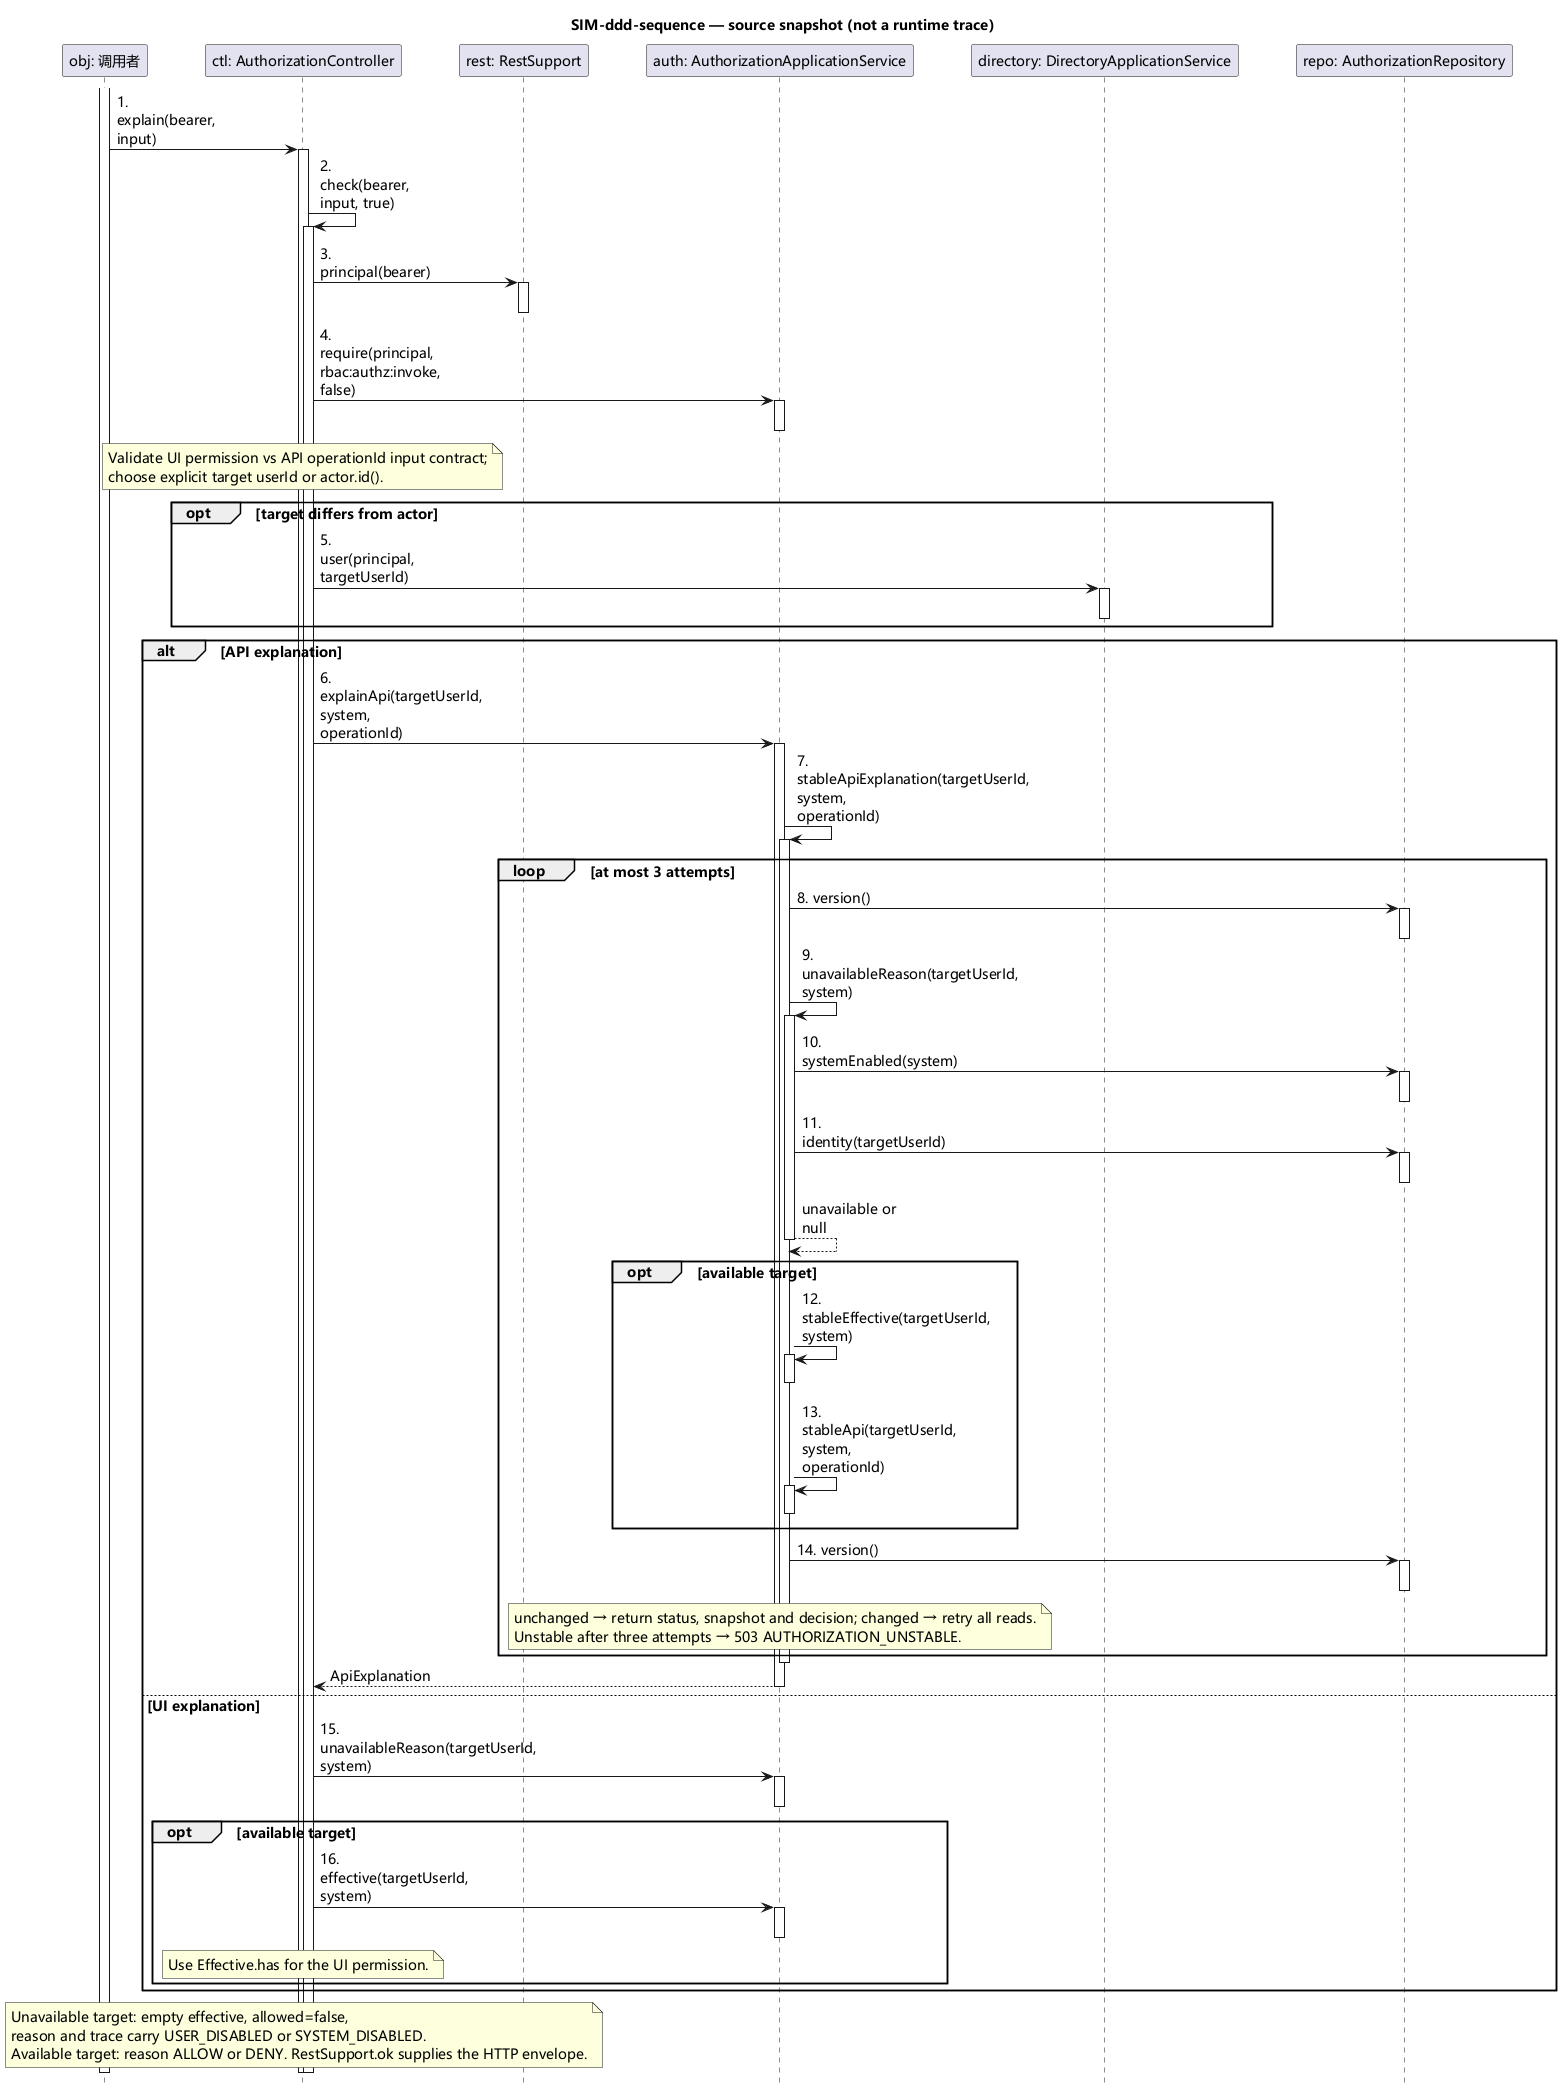 SIM-ddd-sequence — source snapshot (not a runtime trace)
obj: 调用者
ctl: AuthorizationController
rest: RestSupport
auth: AuthorizationApplicationService
directory: DirectoryApplicationService
repo: AuthorizationRepository
1.
explain(bearer,
input)
2.
check(bearer,
input, true)
3.
principal(bearer)
4.
require(principal,
rbac:authz:invoke,
false)
Validate UI permission vs API operationId input contract;
choose explicit target userId or actor.id().
opt [target differs from actor]
5.
user(principal,
targetUserId)
alt [API explanation]
6.
explainApi(targetUserId,
system,
operationId)
7.
stableApiExplanation(targetUserId,
system,
operationId)
loop [at most 3 attempts]
8. version()
9.
unavailableReason(targetUserId,
system)
10.
systemEnabled(system)
11.
identity(targetUserId)
unavailable or
null
opt [available target]
12.
stableEffective(targetUserId,
system)
13.
stableApi(targetUserId,
system,
operationId)
14. version()
unchanged → return status, snapshot and decision; changed → retry all reads.
Unstable after three attempts → 503 AUTHORIZATION_UNSTABLE.
ApiExplanation
[UI explanation]
15.
unavailableReason(targetUserId,
system)
opt [available target]
16.
effective(targetUserId,
system)
Use Effective.has for the UI permission.
Unavailable target: empty effective, allowed=false,
reason and trace carry USER_DISABLED or SYSTEM_DISABLED.
Available target: reason ALLOW or DENY. RestSupport.ok supplies the HTTP envelope.